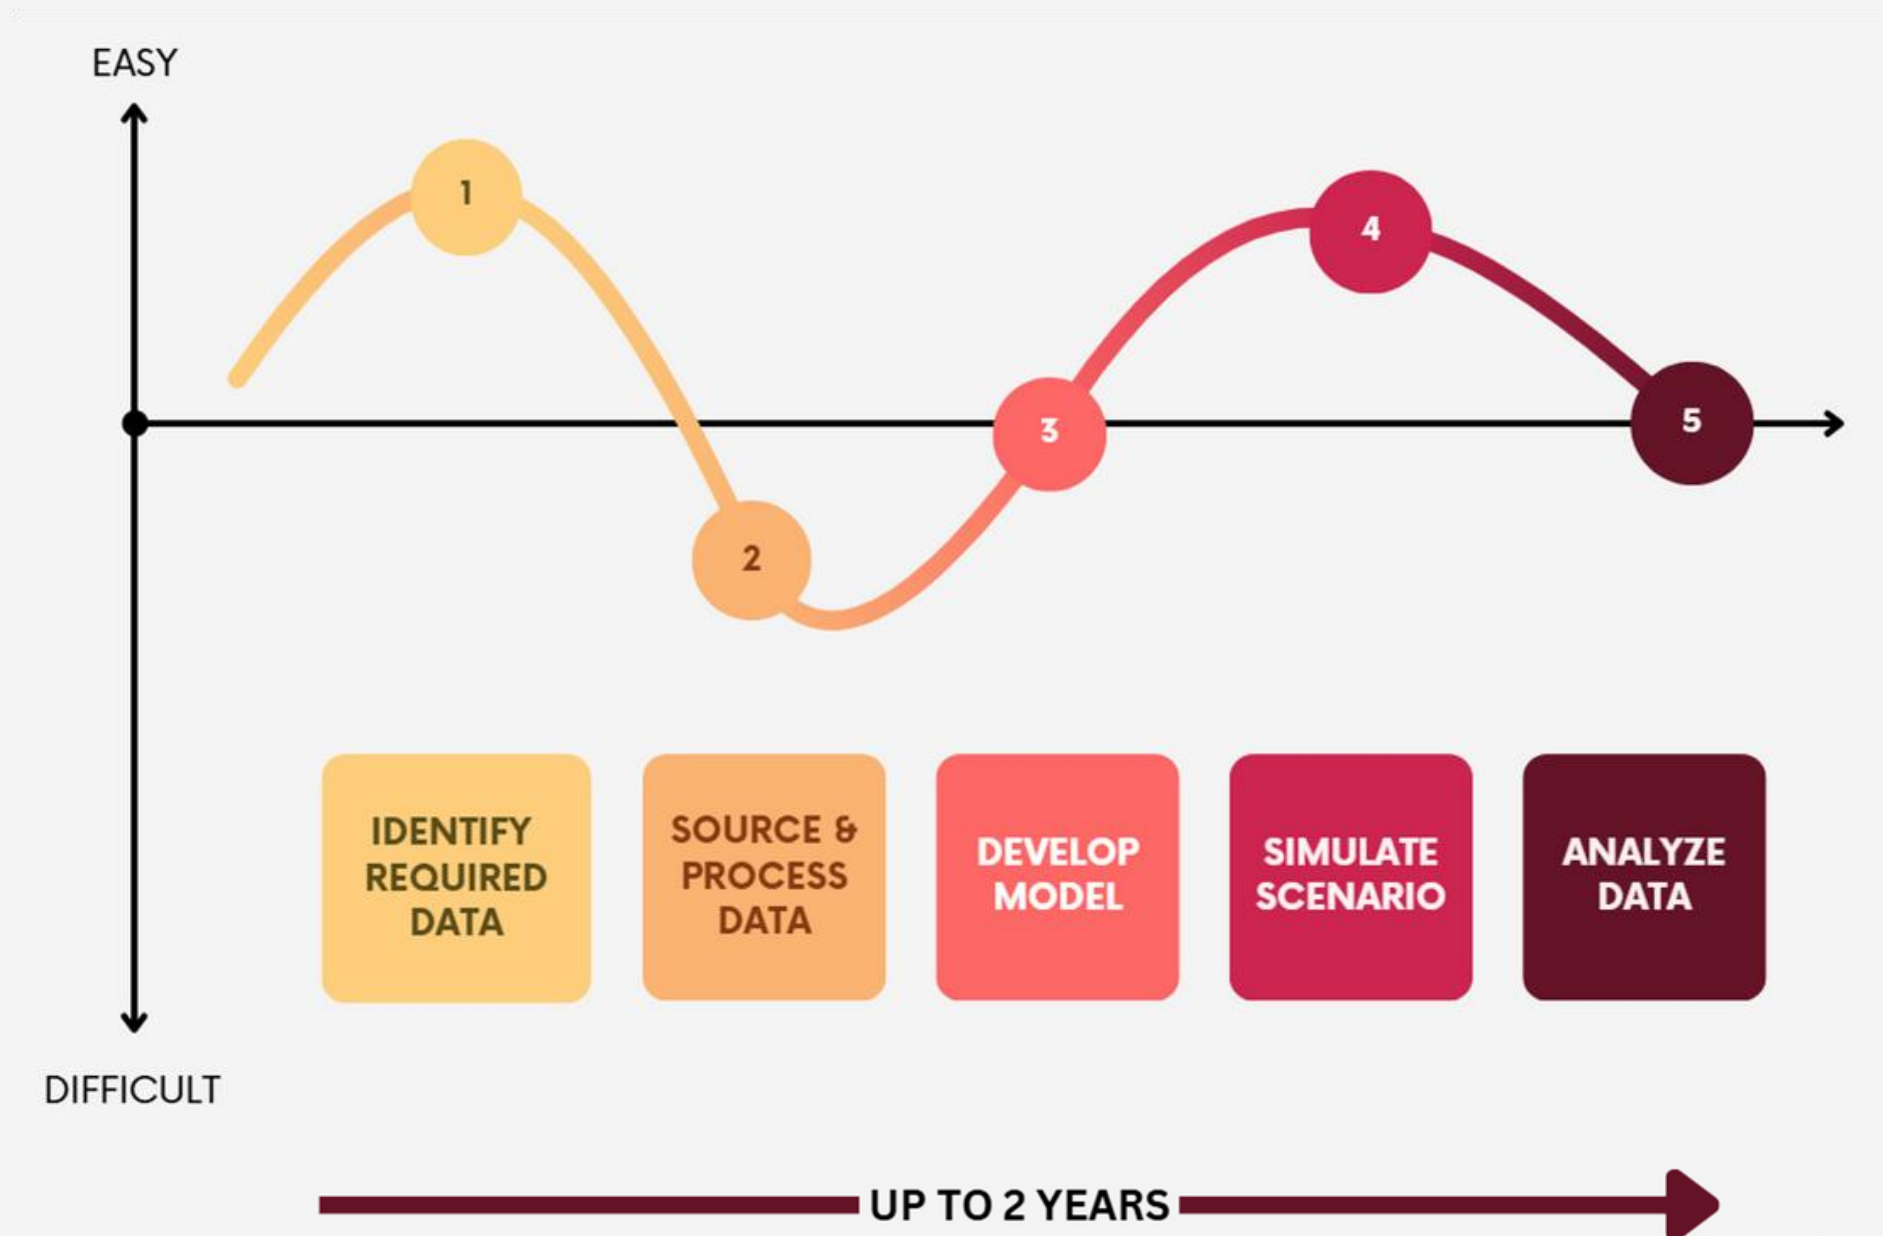 EASY
1
2
3
4
5
IDENTIFY
REQUIRED
DATA
SOURCE &
PROCESS
DATA
DEVELOP
MODEL
SIMULATE
SCENARIO
ANALYZE
DATA
DIFFICULT
UP TO 2 YEARS